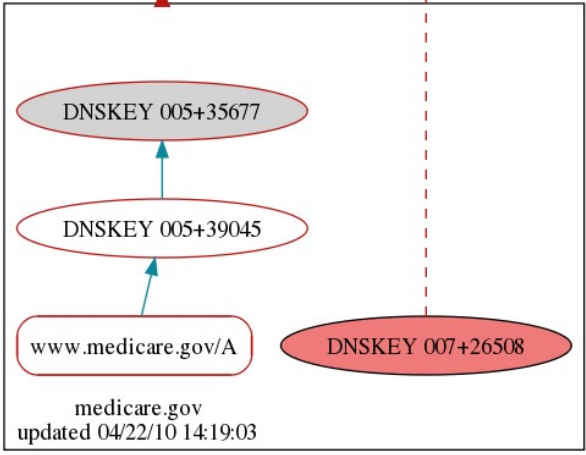 DNSKEY 005+35677
DNSKEY 005+39045
www.medicare.gov/A
DNSKEY 007+26508
medicare.gov
updated 04/22/10 14:19:03